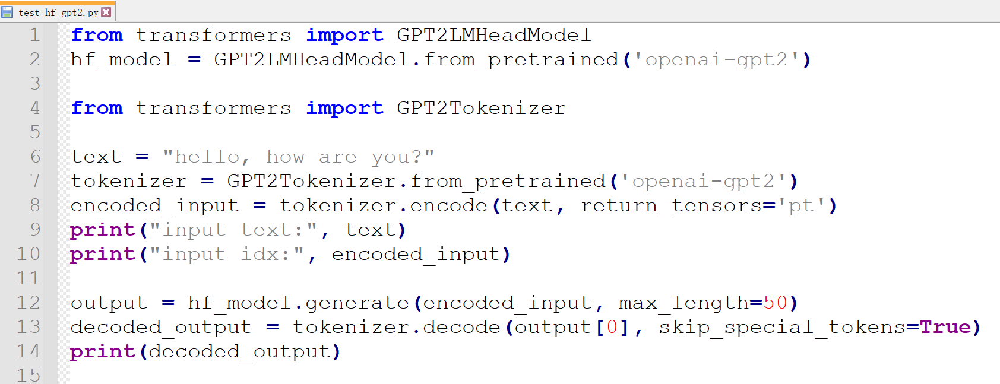 test_hf_gpt2.py
1 from transformers import GPT2LMHeadModel
2 hf_model = GPT2LMHeadModel.from_pretrained('openai-gpt2')
3
4 from transformers import GPT2Tokenizer
5
6 text = "hello, how are you?"
7 tokenizer = GPT2Tokenizer.from_pretrained('openai-gpt2')
8 encoded_input = tokenizer.encode(text, return_tensors='pt')
9 print("input text:", text)
10 print("input idx:", encoded_input)
11
12 output = hf_model.generate(encoded_input, max_length=50)
13 decoded_output = tokenizer.decode(output[0], skip_special_tokens=True)
14 print(decoded_output)
15